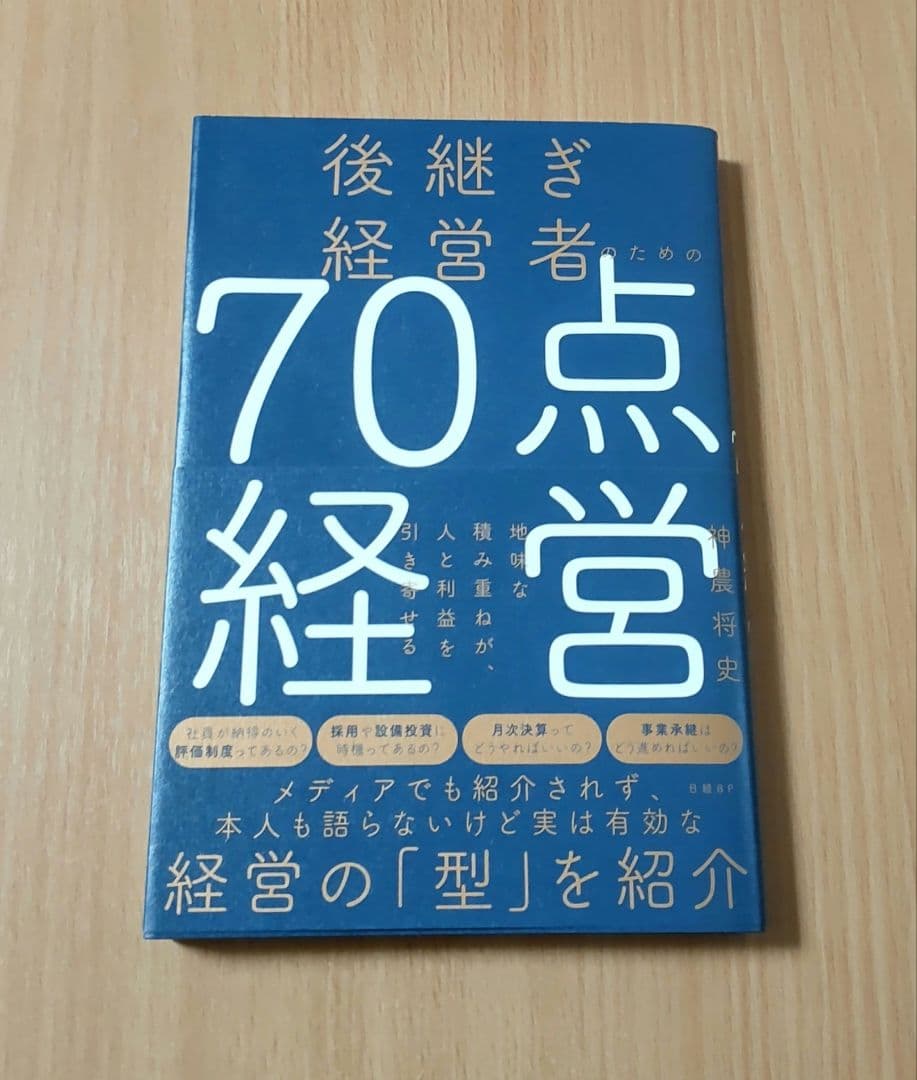 後継ぎ
経営者のための
70点
経営
地味な
積み重ねが、
人と利益を
引き寄せる
神農将史
社員が納得のいく
評価制度ってあるの?
採用や設備投資に
時機ってあるの?
月次決算って
どうやればいいの?
事業承継は
どう進めればいいの?
日経BP
メディアでも紹介されず、
本人も語らないけど実は有効な
経営の「型」を紹介